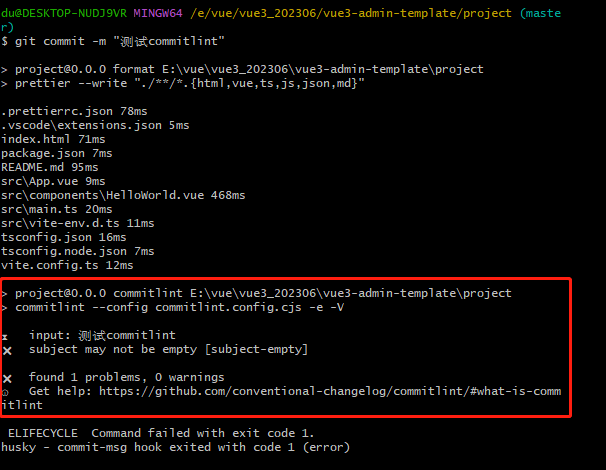 du@DESKTOP-NUDJ9VR MINGW64 /e/vue/vue3_202306/vue3-admin-template/project (maste
r)
$ git commit -m "测试commitlint"
> project@0.0.0 format E:\vue\vue3_202306\vue3-admin-template\project
> prettier --write "./**/*.{html,vue,ts,js,json,md}"
.prettierrc.json 78ms
.vscode\extensions.json 5ms
index.html 71ms
package.json 7ms
README.md 95ms
src\App.vue 9ms
src\components\HelloWorld.vue 468ms
src\main.ts 20ms
src\vite-env.d.ts 11ms
tsconfig.json 16ms
tsconfig.node.json 7ms
vite.config.ts 12ms
> project@0.0.0 commitlint E:\vue\vue3_202306\vue3-admin-template\project
> commitlint --config commitlint.config.cjs -e -V
⧗ input: 测试commitlint
✖ subject may not be empty [subject-empty]
✖ found 1 problems, 0 warnings
ⓘ Get help: https://github.com/conventional-changelog/commitlint/#what-is-comm
itlint
ELIFECYCLE Command failed with exit code 1.
husky - commit-msg hook exited with code 1 (error)